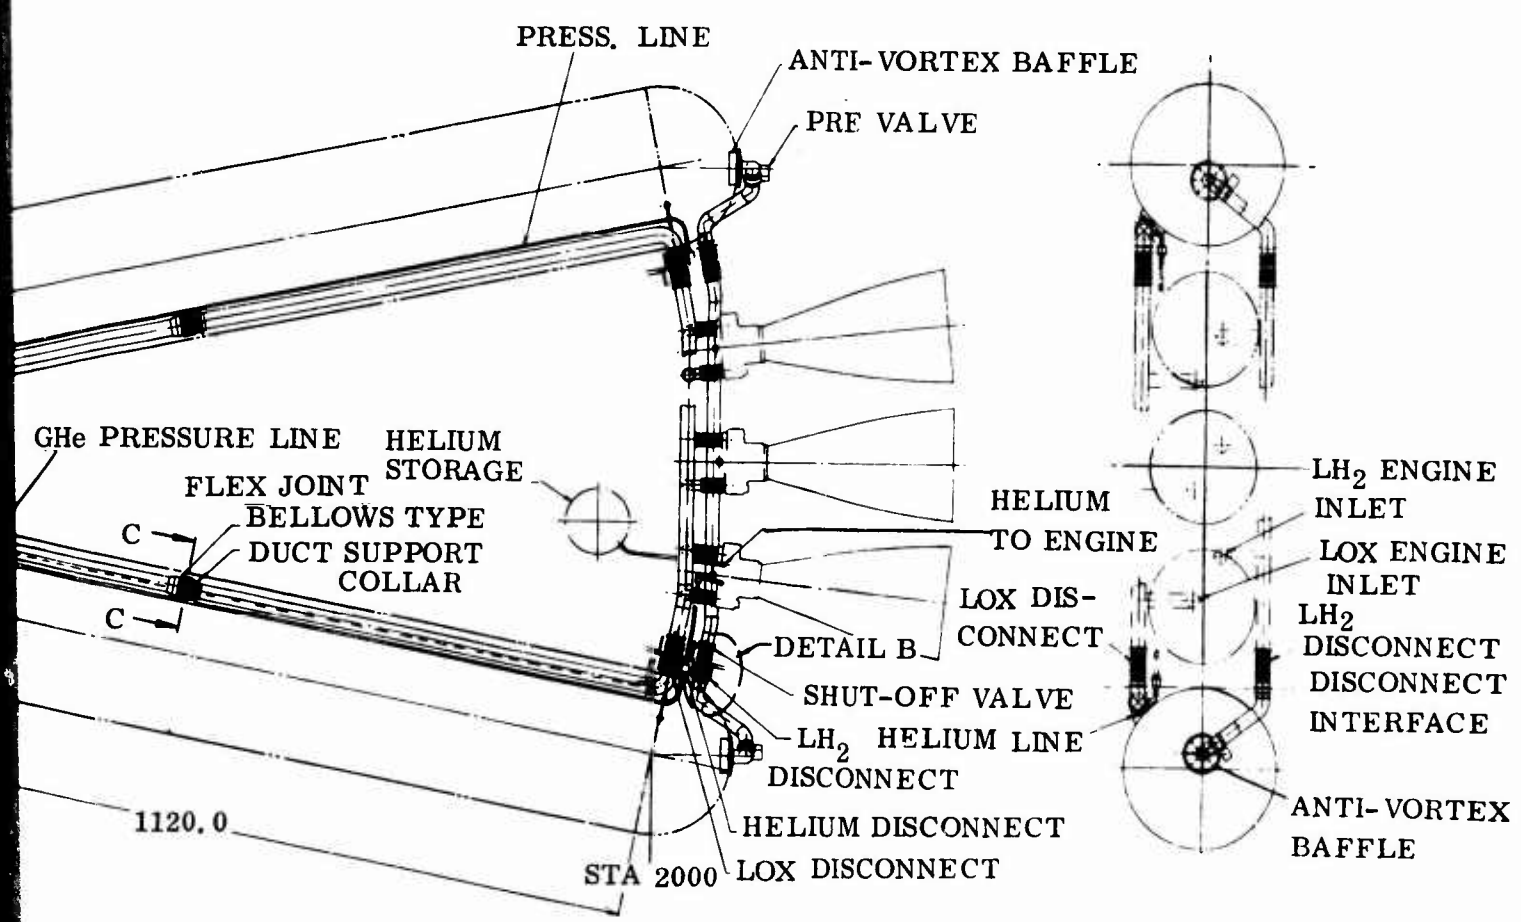 PRESS. LINE
ANTI-VORTEX BAFFLE
PRE VALVE
GHe PRESSURE LINE
HELIUM
STORAGE
FLEX JOINT
BELLOWS TYPE
C
DUCT SUPPORT
COLLAR
C
HELIUM
TO ENGINE
LH2 ENGINE
INLET
LOX ENGINE
INLET
LOX DIS-
CONNECT
LH2
DISCONNECT
DISCONNECT
INTERFACE
DETAIL B
SHUT-OFF VALVE
LH2
DISCONNECT
HELIUM LINE
HELIUM DISCONNECT
LOX DISCONNECT
ANTI-VORTEX
BAFFLE
1120.0
STA 2000